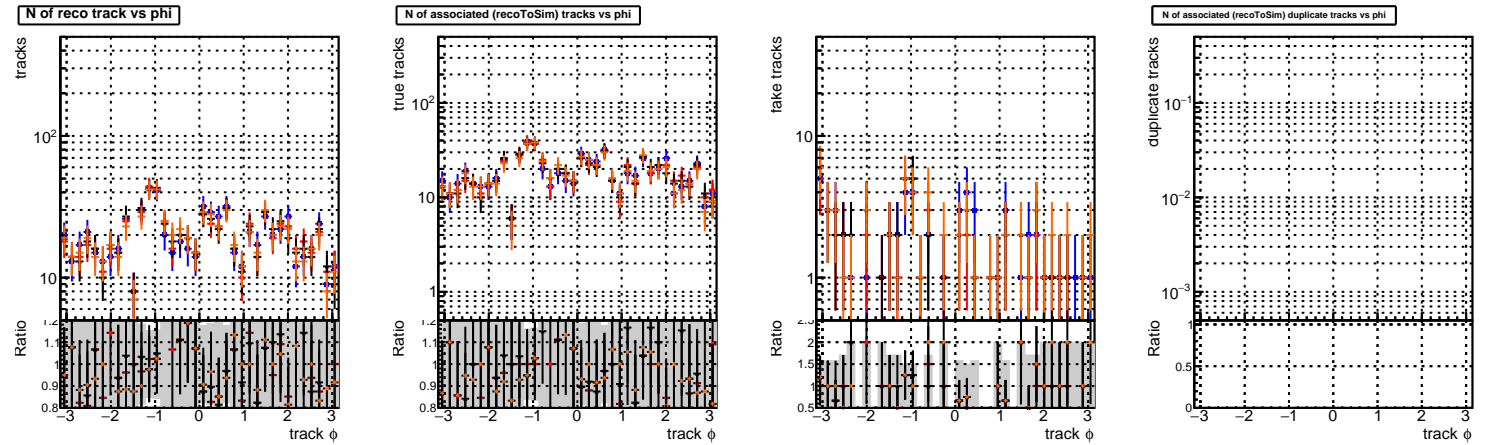 N of reco track vs phi
tracks
10²
10
Ratio
1.2
1.1
1
0.9
0.8
−3 −2 −1 0 1 2 3
track ϕ
N of associated (recoToSim) tracks vs phi
true tracks
10²
10
1
Ratio
1.2
1.1
1
0.9
0.8
−3 −2 −1 0 1 2 3
track ϕ
fake tracks
10
1
Ratio
2.5
2
1.5
1
0.5
−3 −2 −1 0 1 2 3
track ϕ
N of associated (recoToSim) duplicate tracks vs phi
duplicate tracks
10⁻¹
10⁻²
10⁻³
Ratio
1
0.5
0
−3 −2 −1 0 1 2 3
track ϕ